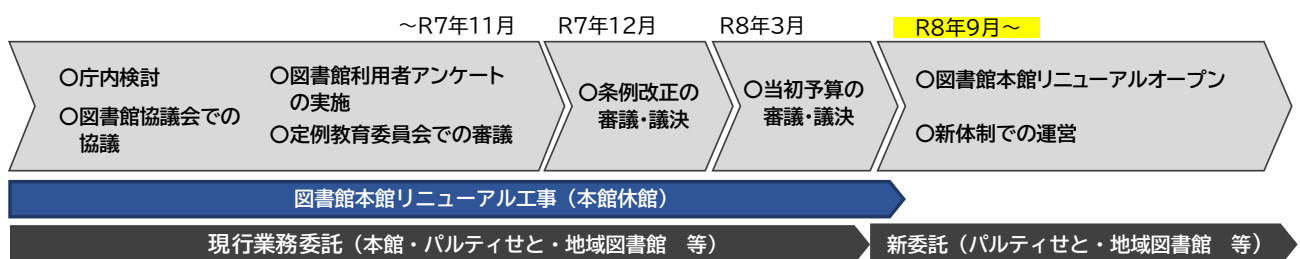 ～R7年11月
R7年12月
R8年3月
R8年9月～
〇庁内検討
〇図書館協議会での
協議
〇図書館利用者アンケート
の実施
〇定例教育委員会での審議
〇条例改正の
審議・議決
〇当初予算の
審議・議決
〇図書館本館リニューアルオープン
〇新体制での運営
図書館本館リニューアル工事（本館休館）
現行業務委託（本館・パルティせと・地域図書館　等）
新委託（パルティせと・地域図書館　等）